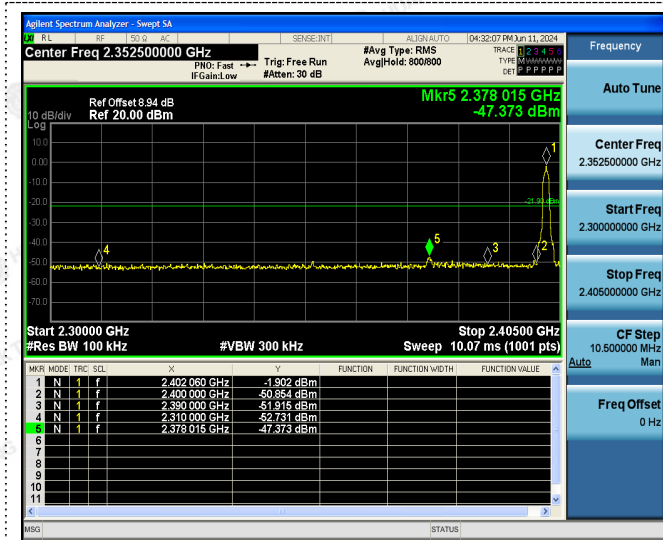 Agilent Spectrum Analyzer - Swept SA
LXI RL RF 50 Ω AC SENSE:INT ALIGN AUTO 04:32:07 PM Jun 11, 2024
Center Freq 2.352500000 GHz
PNO: Fast
IFGain:Low
Trig: Free Run
#Atten: 30 dB
#Avg Type: RMS
Avg|Hold: 800/800
TRACE 1 2 3 4 5 6
TYPE M
DET P P P P P P
Frequency
Auto Tune
Center Freq
2.352500000 GHz
Start Freq
2.300000000 GHz
Stop Freq
2.405000000 GHz
CF Step
10.500000 MHz
Auto Man
Freq Offset
0 Hz
Mkr5 2.378 015 GHz
-47.373 dBm
Ref Offset 8.94 dB
10 dB/div Ref 20.00 dBm
Log
10.0
0.00
-10.0
-20.0
-30.0
-40.0
-50.0
-60.0
-70.0
1
-21.90 dBm
5
3
2
4
Start 2.30000 GHz Stop 2.40500 GHz
#Res BW 100 kHz #VBW 300 kHz Sweep 10.07 ms (1001 pts)
MKR MODE TRC SCL X Y FUNCTION FUNCTION WIDTH FUNCTION VALUE
1 N 1 f 2.402 060 GHz -1.902 dBm
2 N 1 f 2.400 000 GHz -50.854 dBm
3 N 1 f 2.390 000 GHz -51.915 dBm
4 N 1 f 2.310 000 GHz -52.731 dBm
5 N 1 f 2.378 015 GHz -47.373 dBm
6
7
8
9
10
11
MSG STATUS